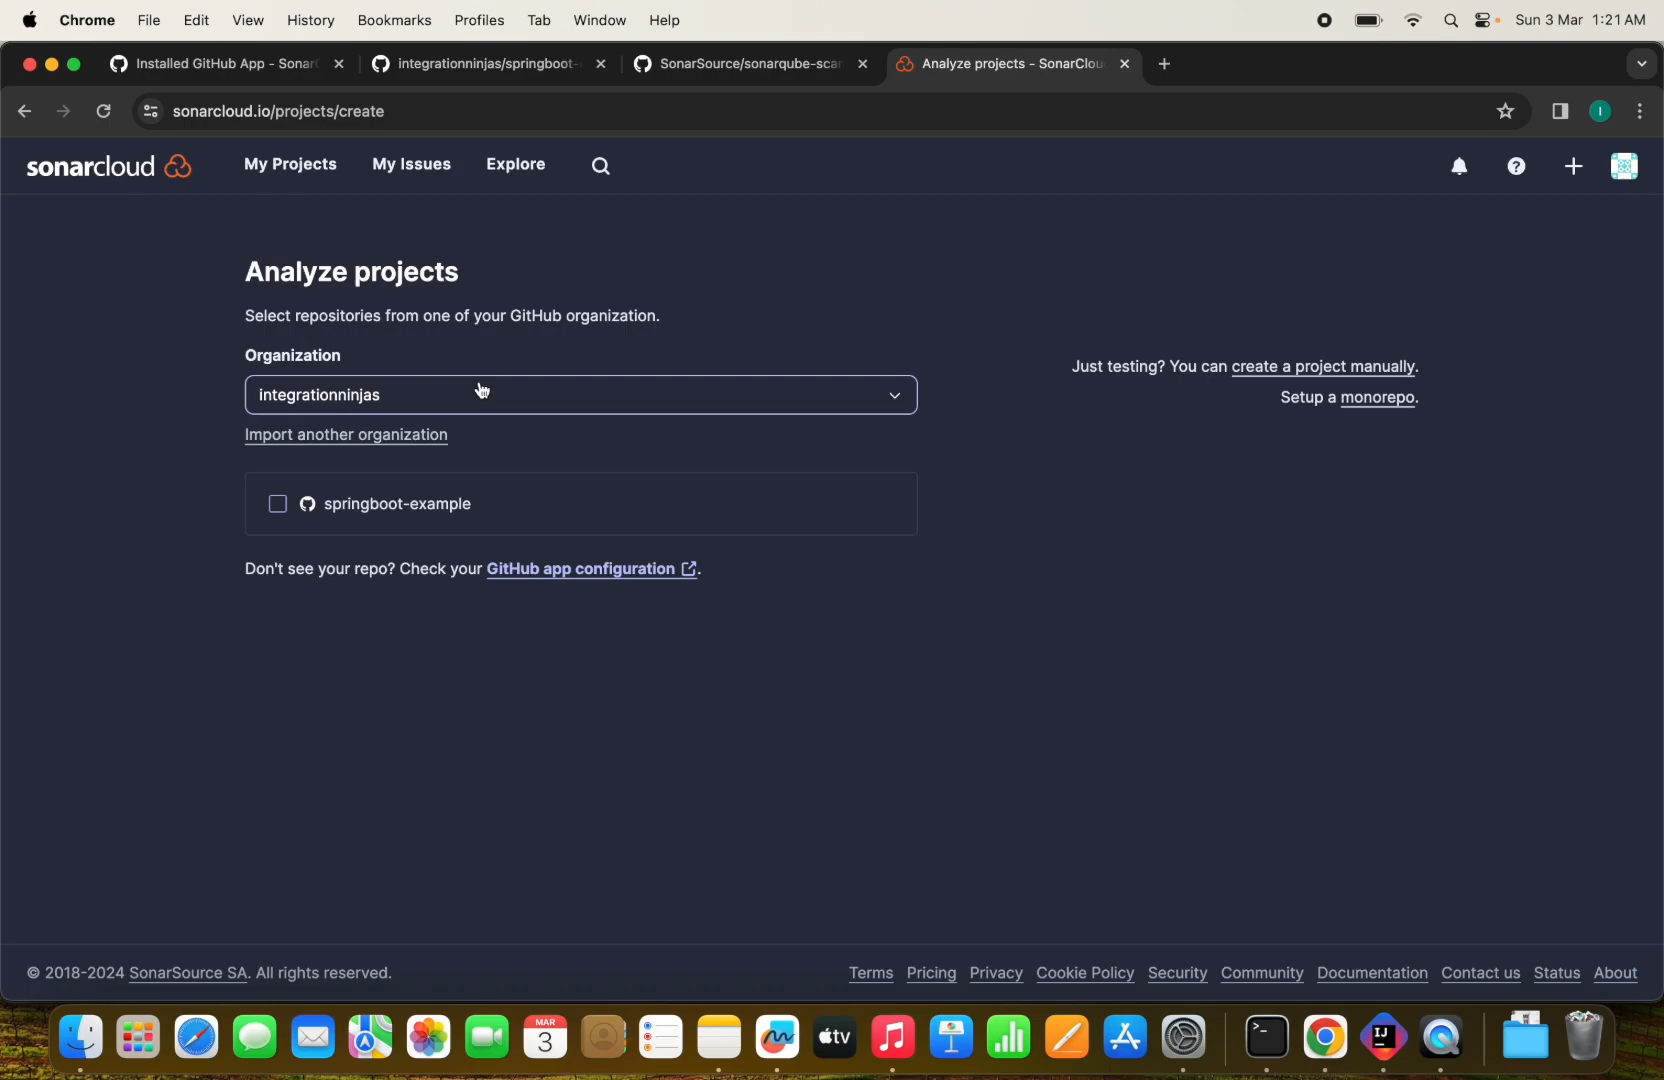 Chrome File Edit View History Bookmarks Profiles Tab Window Help Sun 3 Mar 1:21 AM
Installed GitHub App - Sonar integrationninjas/springboot- SonarSource/sonarqube-sca Analyze projects - SonarClou
sonarcloud.io/projects/create I
sonarcloud My Projects My Issues Explore
Analyze projects
Select repositories from one of your GitHub organization.
Organization
Just testing? You can create a project manually.
integrationninjas
Setup a monorepo.
Import another organization
springboot-example
Don't see your repo? Check your GitHub app configuration.
© 2018-2024 SonarSource SA. All rights reserved. Terms Pricing Privacy Cookie Policy Security Community Documentation Contact us Status About
MAR
3
tv
IJ